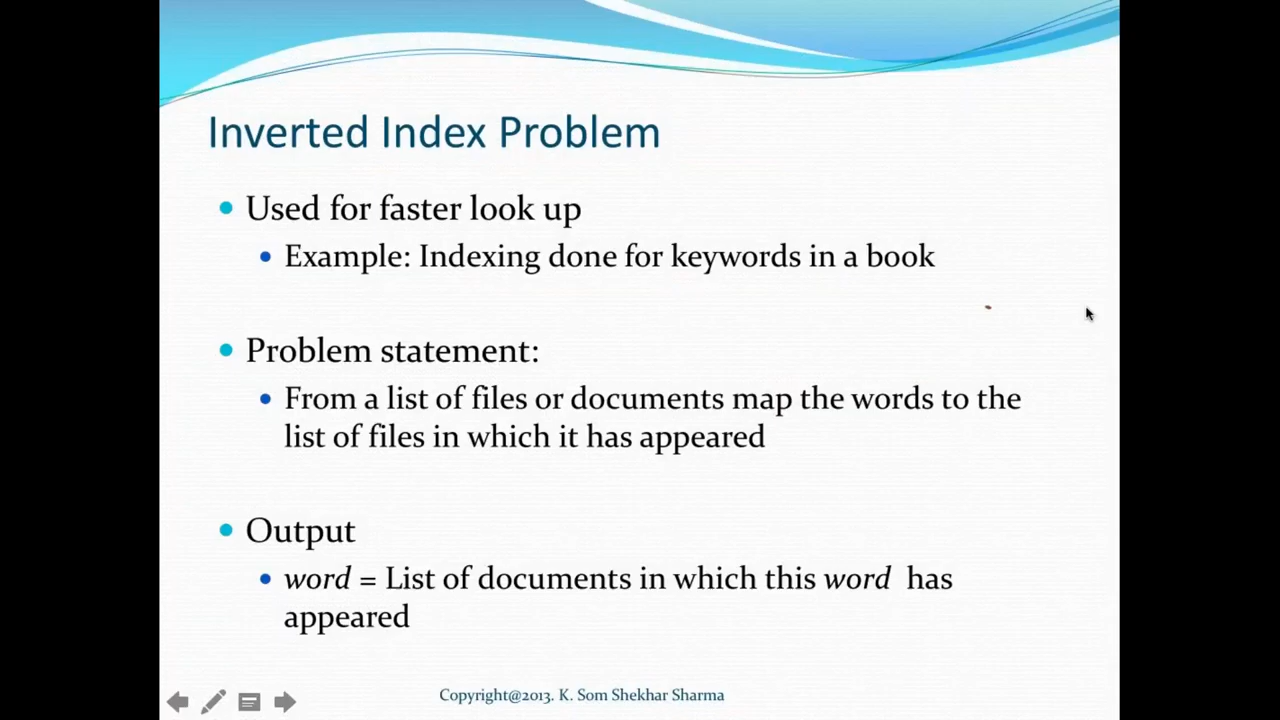 Inverted Index Problem
Used for faster look up
Example: Indexing done for keywords in a book
Problem statement:
From a list of files or documents map the words to the
list of files in which it has appeared
Output
word = List of documents in which this word has
appeared
Copyright@2013. K. Som Shekhar Sharma